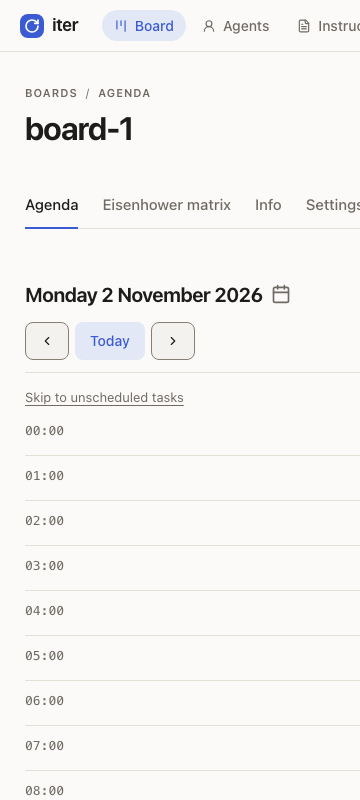 iter Board Agents Instruc
BOARDS / AGENDA
board-1
Agenda Eisenhower matrix Info Settings
Monday 2 November 2026
Today
Skip to unscheduled tasks
00:00
01:00
02:00
03:00
04:00
05:00
06:00
07:00
08:00